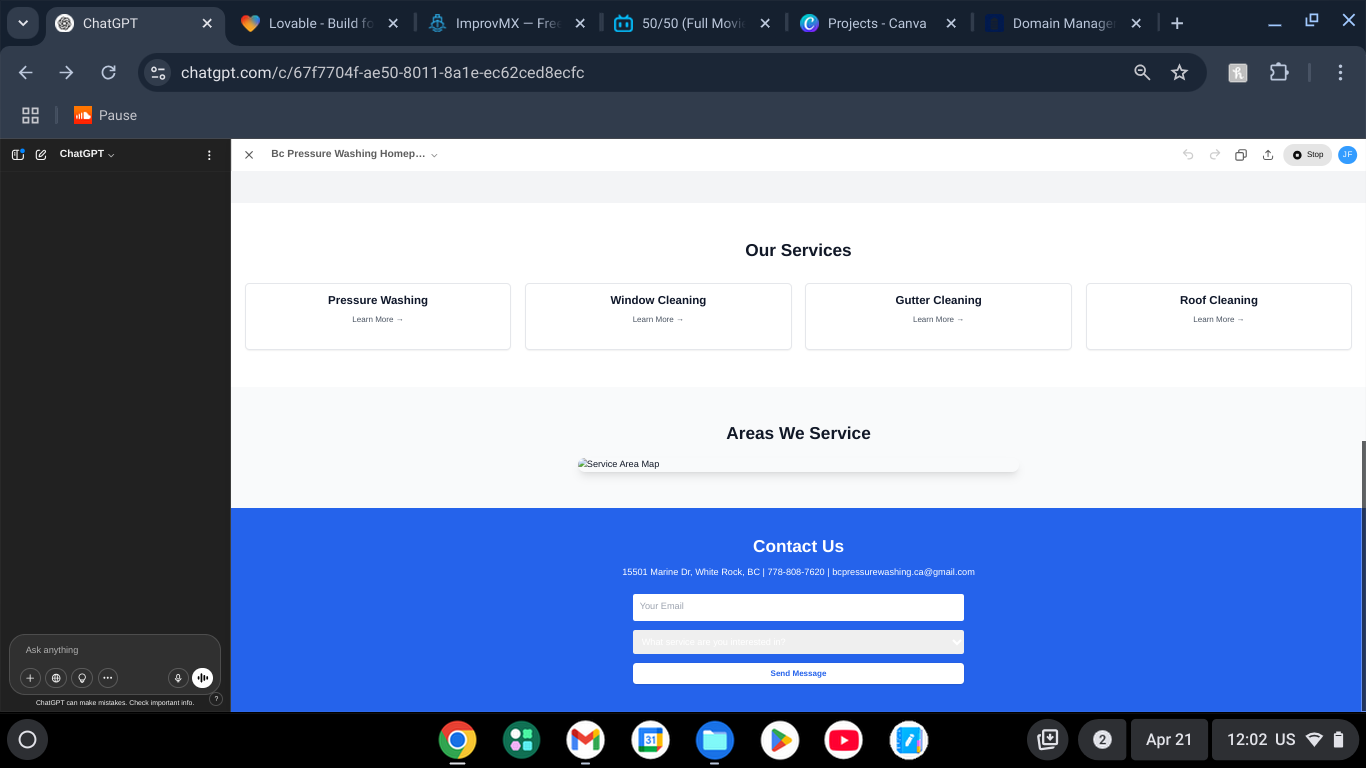 ChatGPT
Lovable - Build fo
ImprovMX — Free
50/50 (Full Movie
Projects - Canva
Domain Manager
chatgpt.com/c/67f7704f-ae50-8011-8a1e-ec62ced8ecfc
Pause
ChatGPT
Bc Pressure Washing Homep...
Stop
JF
Our Services
Pressure Washing
Learn More →
Window Cleaning
Learn More →
Gutter Cleaning
Learn More →
Roof Cleaning
Learn More →
Areas We Service
Service Area Map
Contact Us
15501 Marine Dr, White Rock, BC | 778-808-7620 | bcpressurewashing.ca@gmail.com
Your Email
What service are you interested in?
Send Message
Ask anything
ChatGPT can make mistakes. Check important info.
?
31
2
Apr 21
12:02 US